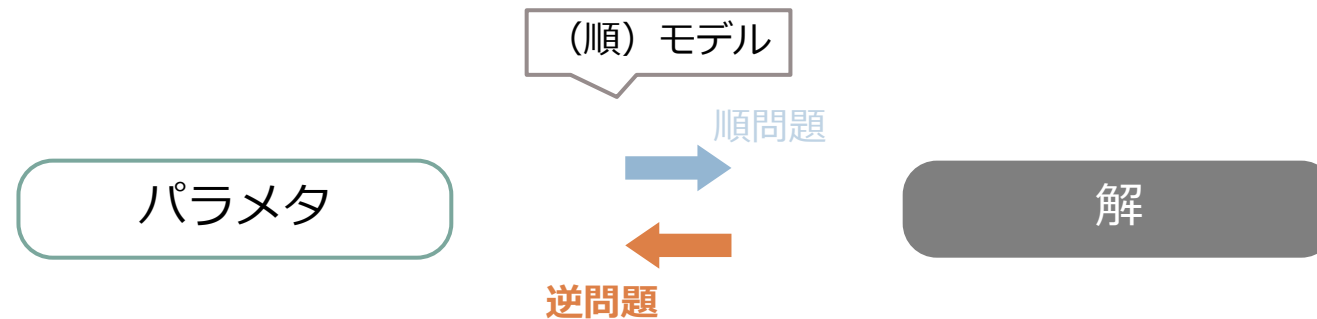 （順）モデル
順問題
パラメタ
解
逆問題